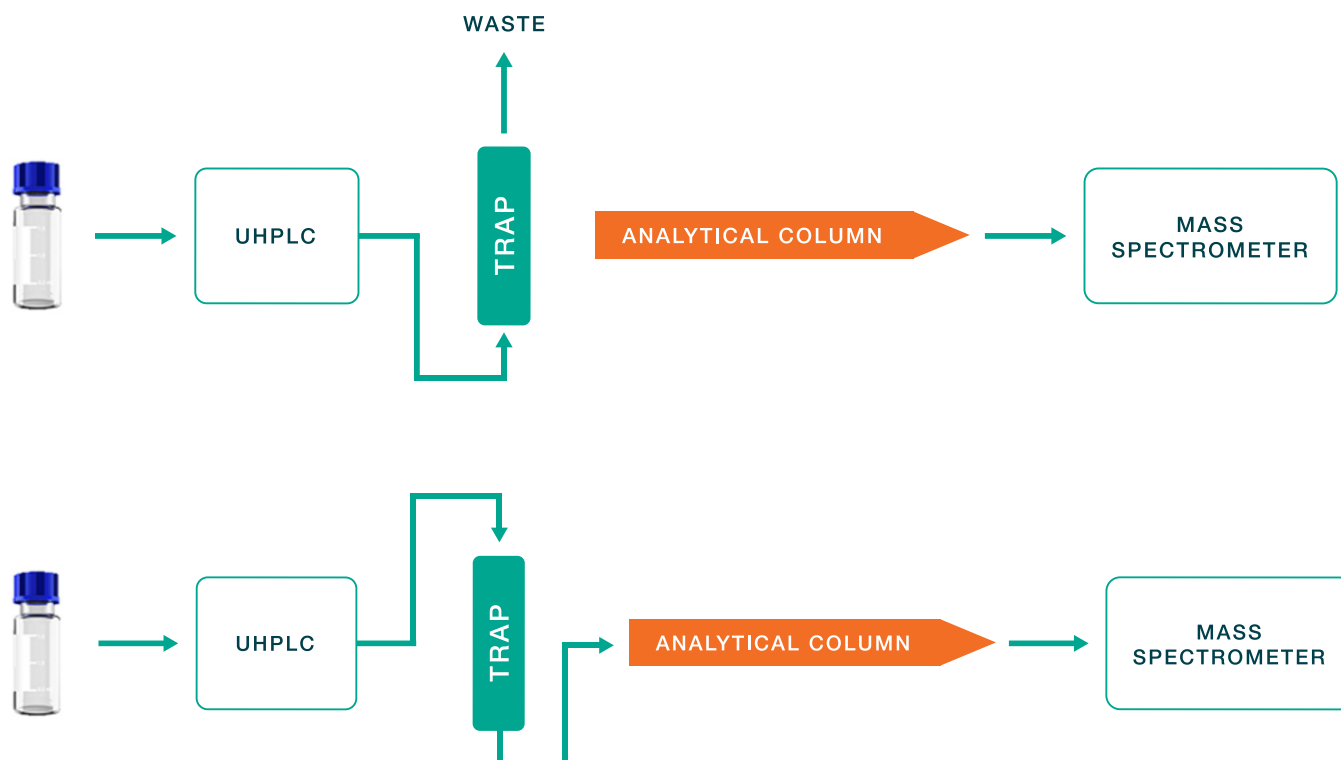 WASTE
UHPLC
TRAP
ANALYTICAL COLUMN
MASS
SPECTROMETER
UHPLC
TRAP
ANALYTICAL COLUMN
MASS
SPECTROMETER